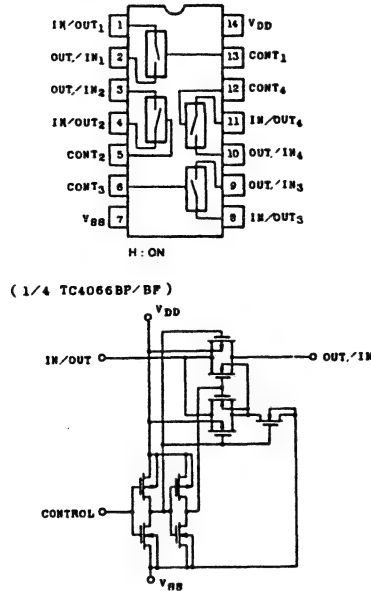 IN/OUT1 1 14 VDD
OUT/IN1 2 13 CONT1
OUT/IN2 3 12 CONT4
IN/OUT2 4 11 IN/OUT4
CONT2 5 10 OUT/IN4
CONT3 6 9 OUT/IN3
VSS 7 8 IN/OUT3
H : ON
( 1/4 TC4066BP/BF )
VDD
IN/OUT OUT/IN
CONTROL
VSS